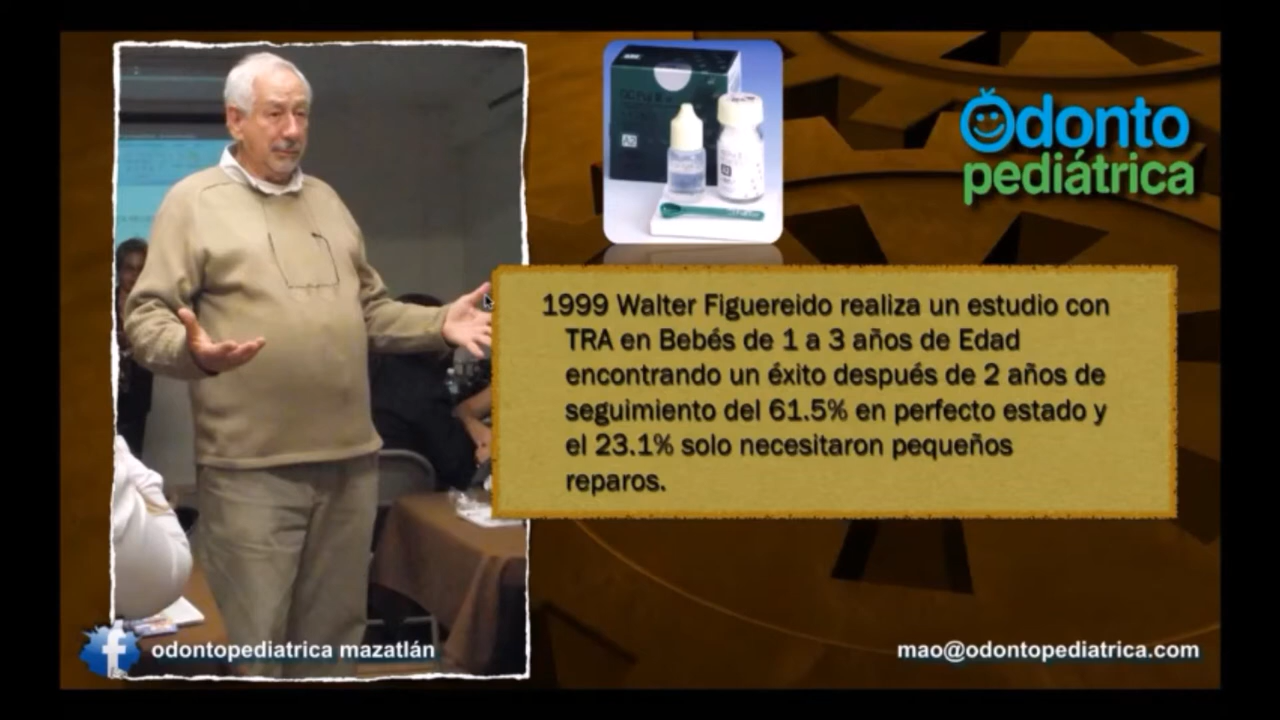 Odonto
pediátrica
1999 Walter Figuereido realiza un estudio con
TRA en Bebés de 1 a 3 años de Edad
encontrando un éxito después de 2 años de
seguimiento del 61.5% en perfecto estado y
el 23.1% solo necesitaron pequeños
reparos.
f odontopediatrica mazatlán
mao@odontopediatrica.com